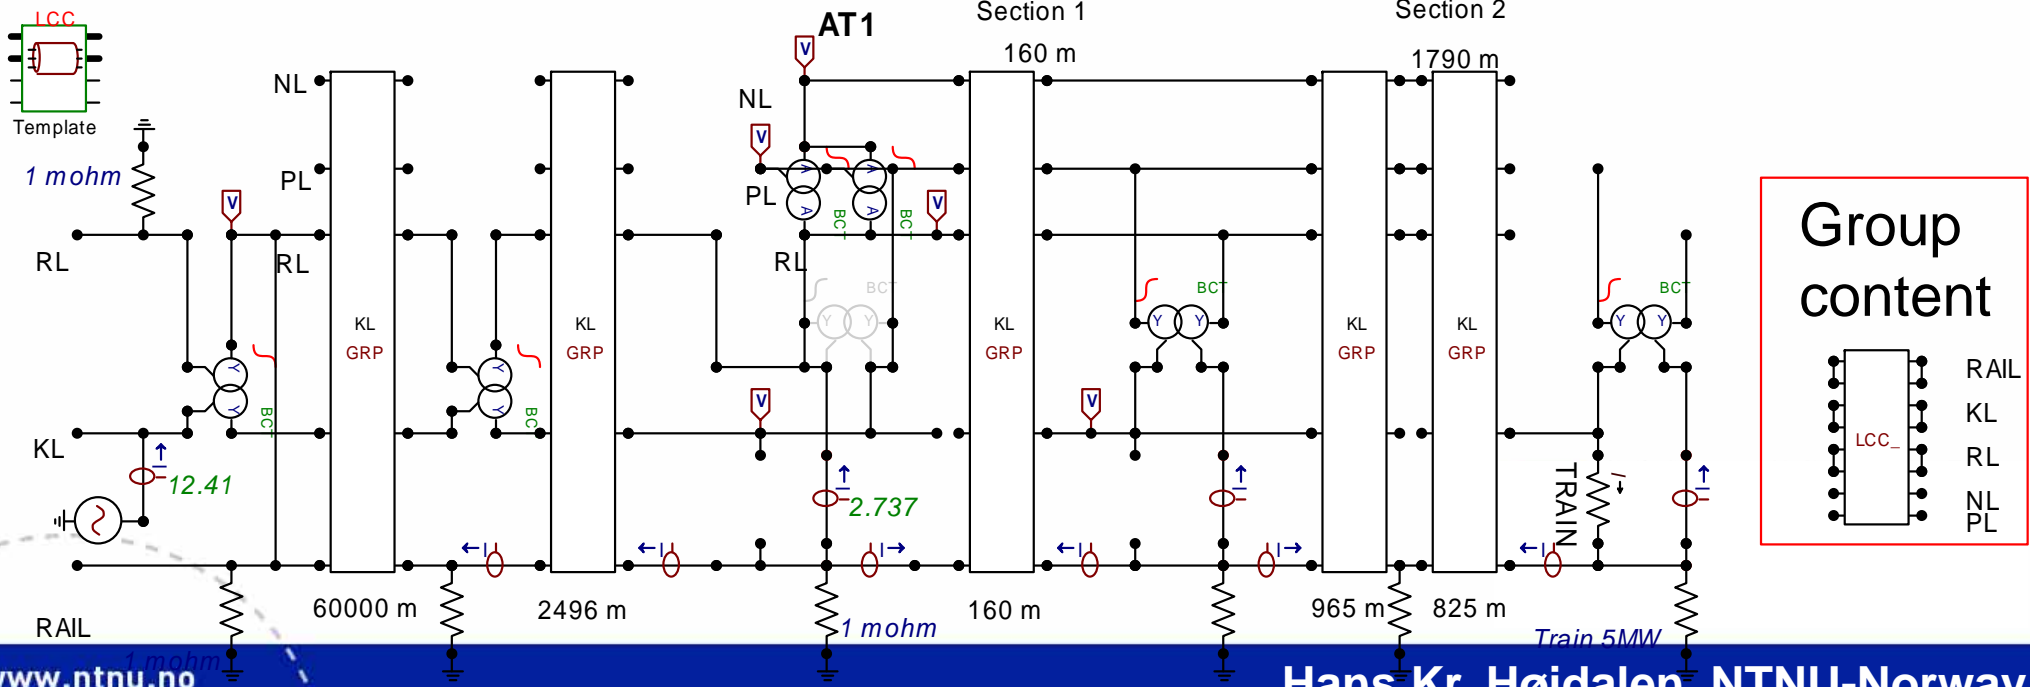 LCC
Template
1 mohm
RL
KL
12.41
RAIL
1 mohm
www.ntnu.no
V
RL
Y
Y
BCT
NL
PL
KL
GRP
60000 m
Y
Y
BCT
I
KL
GRP
2496 m
I
AT1
V
NL
V
PL
RL
A
A
A
A
BCT
BCT
V
BCT
Y
Y
V
I
2.737
I
1 mohm
Section 1
160 m
KL
GRP
160 m
V
I
BCT
Y
Y
I
I
KL
GRP
965 m
Section 2
1790 m
KL
GRP
825 m
I
BCT
Y
Y
TRAIN
I
I
Train 5MW
Group
content
LCC_
RAIL
KL
RL
NL
PL
Hans Kr. Høidalen, NTNU-Norway